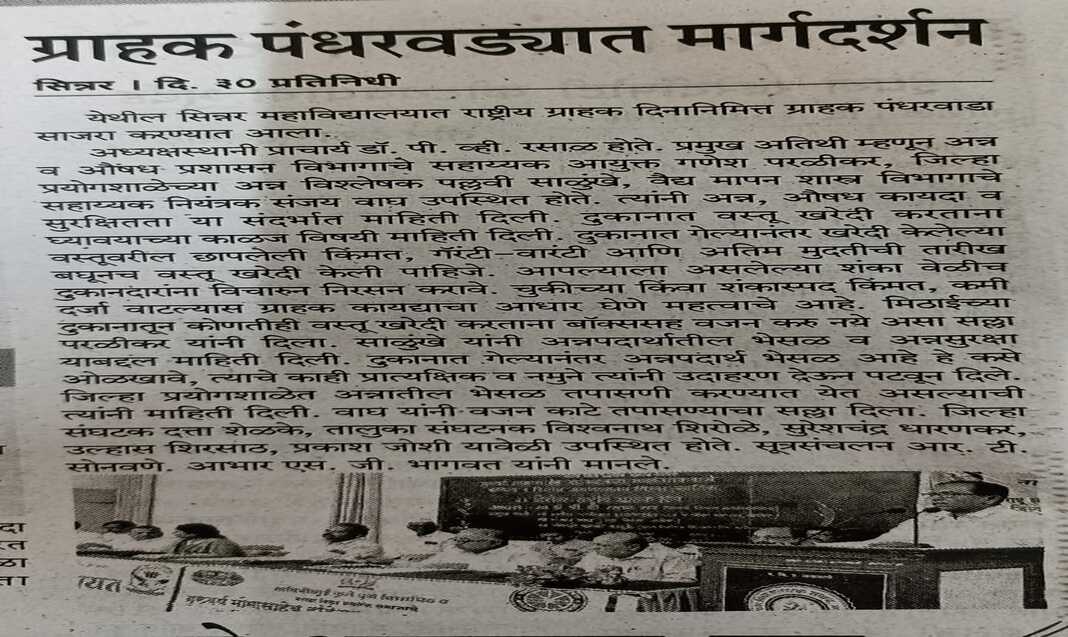 ग्राहक पंधरवड्यात मार्गदर्शन
सिन्नर । दि. ३० प्रतिनिधी
येथील सिन्नर महाविद्यालयात राष्ट्रीय ग्राहक दिनानिमित्त ग्राहक पंधरवाडा
साजरा करण्यात आला.
अध्यक्षस्थानी प्राचार्य डॉ. पी. व्ही. रसाळ होते. प्रमुख अतिथी म्हणून अन्न
व औषध प्रशासन विभागाचे सहाय्यक आयुक्त गणेश परळीकर, जिल्हा
प्रयोगशाळेच्या अन्न विश्लेषक पल्लवी साळुंखे, वैद्य मापन शास्त्र विभागाचे
सहाय्यक नियंत्रक संजय वाघ उपस्थित होते. त्यांनी अन्न, औषध कायदा व
सुरक्षितता या संदर्भात माहिती दिली. दुकानात वस्तू खरेदी करताना
घ्यावयाच्या काळज विषयी माहिती दिली. दुकानात गेल्यानंतर खरेदी केलेल्या
वस्तूवरील छापलेली किंमत, गॅरंटी-वारंटी आणि अतिम मुदतीची तारीख
बघूनच वस्तू खरेदी केली पाहिजे. आपल्याला असलेल्या शंका वेळीच
दुकानदारांना विचारुन निरसन करावे. चुकीच्या किंवा शंकास्पद किंमत, कमी
दर्जा वाटल्यास ग्राहक कायद्याचा आधार घेणे महत्वाचे आहे. मिठाईच्या
दुकानातून कोणतीही वस्तू खरेदी करताना बॉक्ससह वजन करु नये असा सल्ला
परळीकर यांनी दिला. साळुंखे यांनी अन्नपदार्थातील भेसळ व अन्नसुरक्षा
याबद्दल माहिती दिली. दुकानात गेल्यानंतर अन्नपदार्थ भेसळ आहे हे कसे
ओळखावे, त्याचे काही प्रात्यक्षिक व नमुने त्यांनी उदाहरण देऊन पटवून दिले.
जिल्हा प्रयोगशाळेत अन्नातील भेसळ तपासणी करण्यात येत असल्याची
त्यांनी माहिती दिली. वाघ यांनी वजन काटे तपासण्याचा सल्ला दिला. जिल्हा
संघटक दत्ता शेळके, तालुका संघटनक विश्वनाथ शिरोळे, सुरेशचंद्र धारणकर,
उल्हास शिरसाठ, प्रकाश जोशी यावेळी उपस्थित होते. सूत्रसंचलन आर. टी.
सोनवणे. आभार एस. जी. भागवत यांनी मानले.